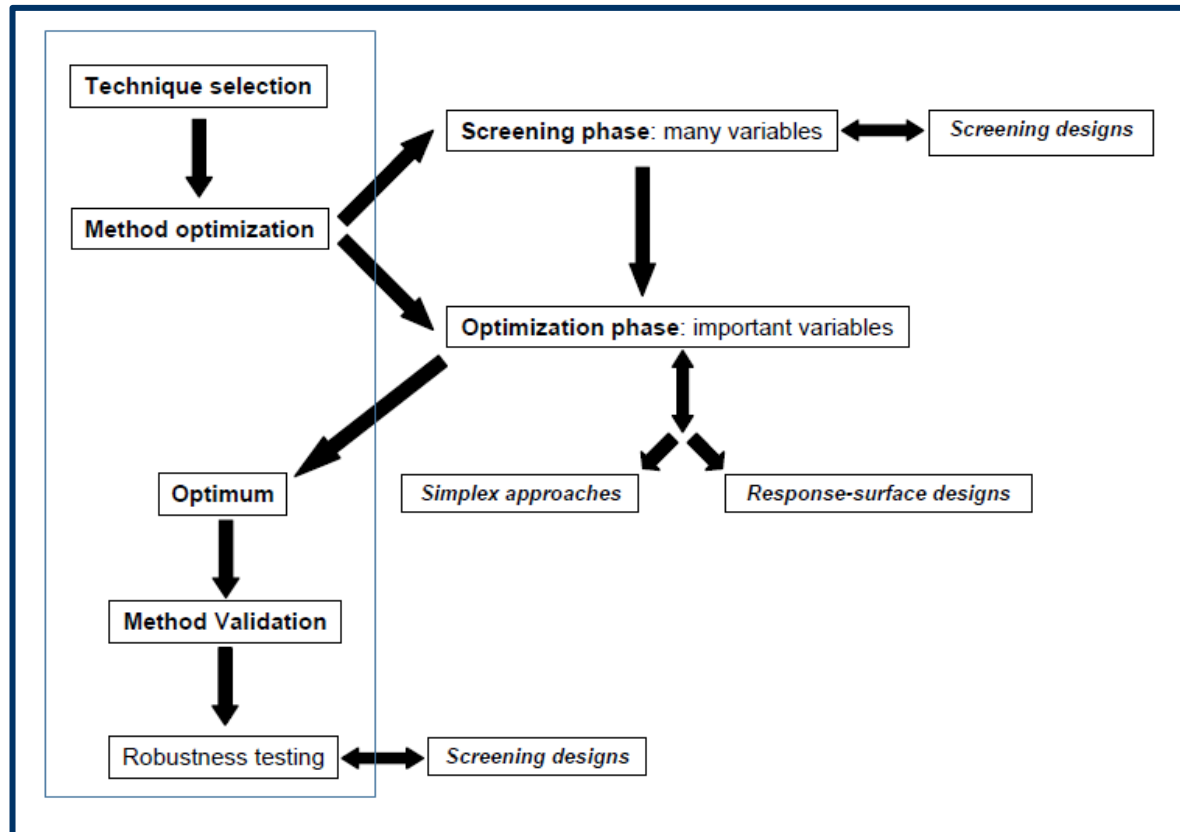 Technique selection
Screening phase: many variables
Screening designs
Method optimization
Optimization phase: important variables
Optimum
Simplex approaches
Response-surface designs
Method Validation
Robustness testing
Screening designs